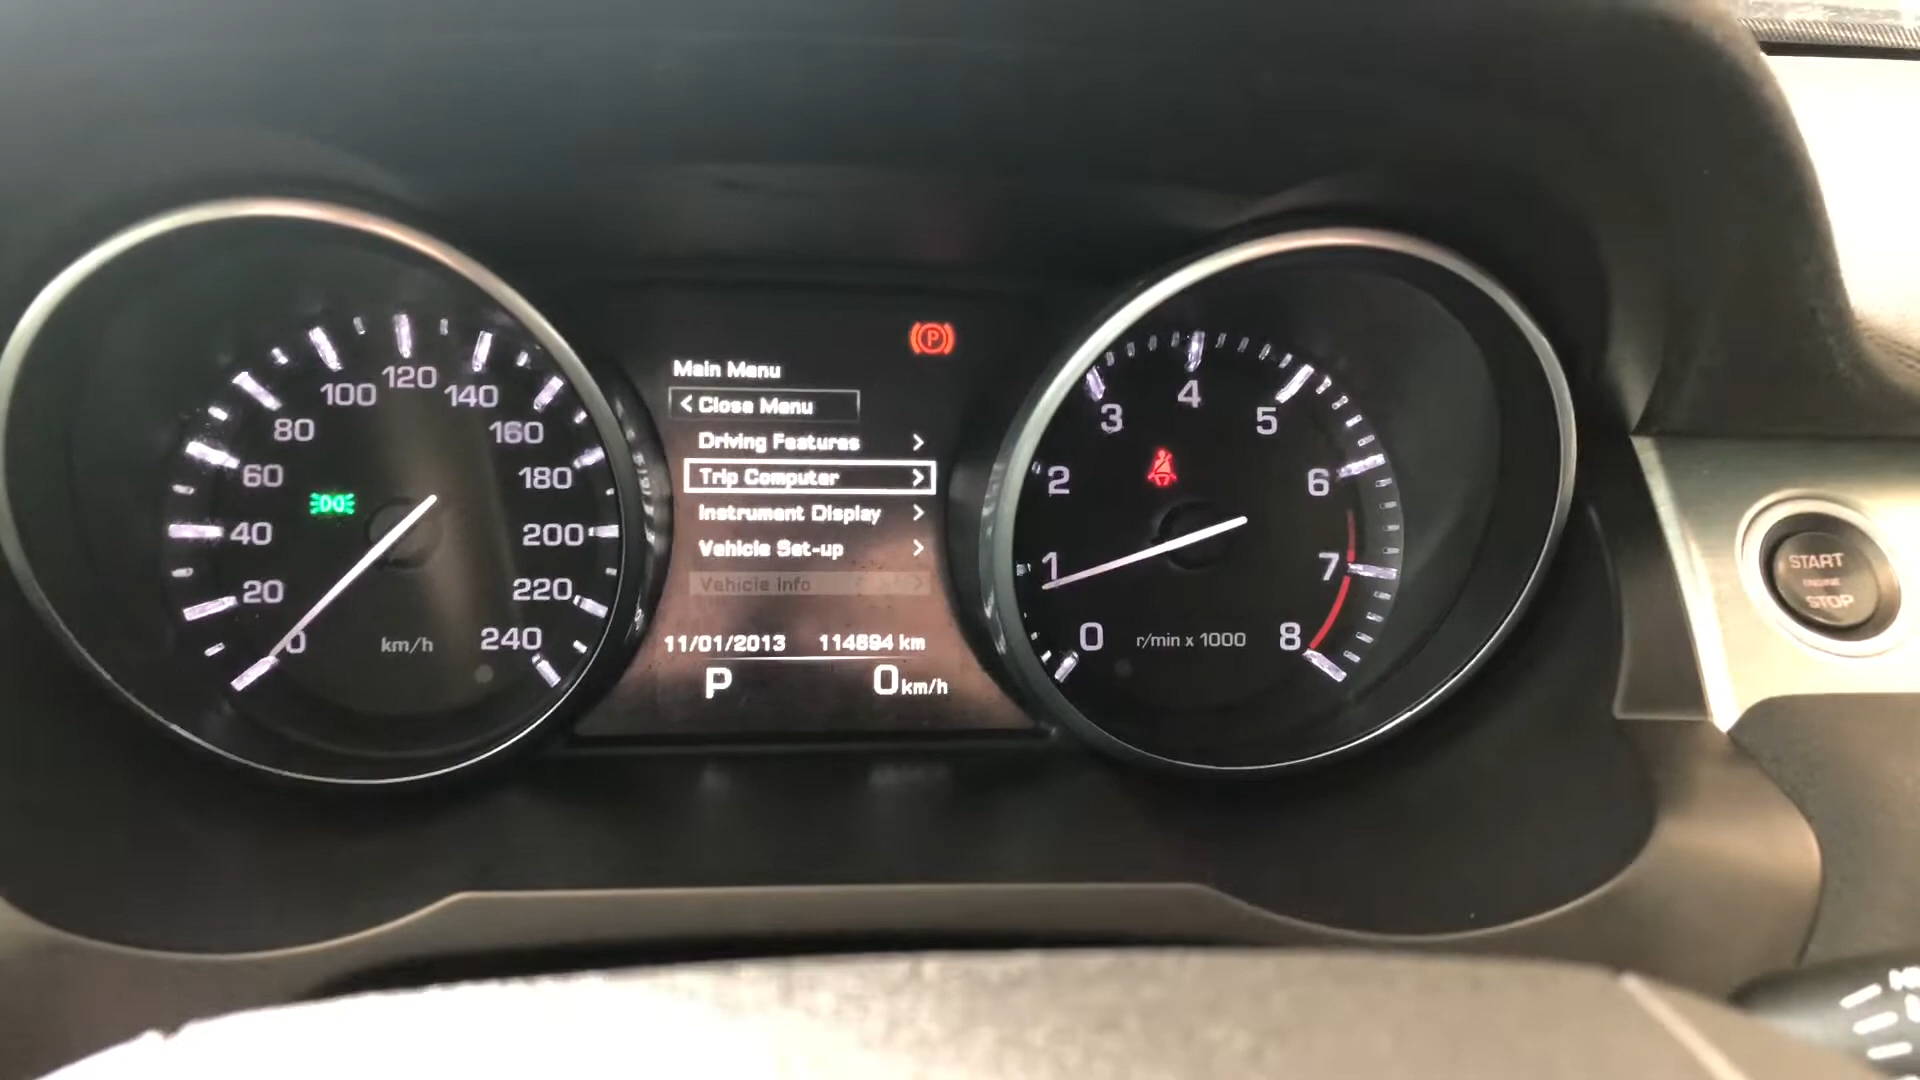 0
20
40
60
80
100
120
140
160
180
200
220
240
km/h
P
Main Menu
< Close Menu
Driving Features >
Trip Computer >
Instrument Display >
Vehicle Set-up >
Vehicle Info >
11/01/2013 114694 km
P 0 km/h
0
1
2
3
4
5
6
7
8
r/min x 1000
START
ENGINE
STOP